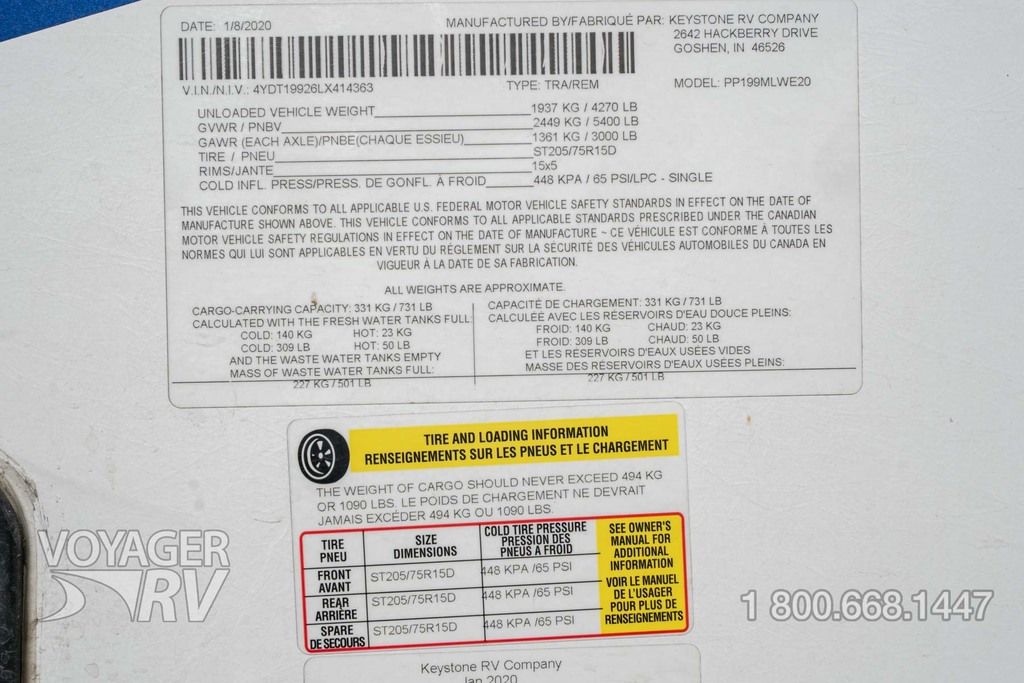 DATE: 1/8/2020
MANUFACTURED BY/FABRIQUÉ PAR: KEYSTONE RV COMPANY
2642 HACKBERRY DRIVE
GOSHEN, IN 46526
V.I.N./N.I.V.: 4YDT19926LX414363
TYPE: TRA/REM
MODEL: PP199MLWE20
UNLOADED VEHICLE WEIGHT 1937 KG / 4270 LB
GVWR / PNBV 2449 KG / 5400 LB
GAWR (EACH AXLE)/PNBE(CHAQUE ESSIEU) 1361 KG / 3000 LB
TIRE / PNEU ST205/75R15D
RIMS/JANTE 15x5
COLD INFL. PRESS/PRESS. DE GONFL. À FROID 448 KPA / 65 PSI/LPC - SINGLE
THIS VEHICLE CONFORMS TO ALL APPLICABLE U.S. FEDERAL MOTOR VEHICLE SAFETY STANDARDS IN EFFECT ON THE DATE OF
MANUFACTURE SHOWN ABOVE. THIS VEHICLE CONFORMS TO ALL APPLICABLE STANDARDS PRESCRIBED UNDER THE CANADIAN
MOTOR VEHICLE SAFETY REGULATIONS IN EFFECT ON THE DATE OF MANUFACTURE ~ CE VÉHICULE EST CONFORME À TOUTES LES
NORMES QUI LUI SONT APPLICABLES EN VERTU DU RÉGLEMENT SUR LA SÉCURITÉ DES VÉHICULES AUTOMOBILES DU CANADA EN
VIGUEUR À LA DATE DE SA FABRICATION.
ALL WEIGHTS ARE APPROXIMATE.
CARGO-CARRYING CAPACITY: 331 KG / 731 LB
CALCULATED WITH THE FRESH WATER TANKS FULL:
COLD: 140 KG HOT: 23 KG
COLD: 309 LB HOT: 50 LB
AND THE WASTE WATER TANKS EMPTY
MASS OF WASTE WATER TANKS FULL:
227 KG / 501 LB
CAPACITÉ DE CHARGEMENT: 331 KG / 731 LB
CALCULÉE AVEC LES RÉSERVOIRS D'EAU DOUCE PLEINS:
FROID: 140 KG CHAUD: 23 KG
FROID: 309 LB CHAUD: 50 LB
ET LES RESERVOIRS D'EAUX USÉES VIDES
MASSE DES RÉSERVOIRS D'EAUX USÉES PLEINS:
227 KG / 501 LB
TIRE AND LOADING INFORMATION
RENSEIGNEMENTS SUR LES PNEUS ET LE CHARGEMENT
THE WEIGHT OF CARGO SHOULD NEVER EXCEED 494 KG
OR 1090 LBS. LE POIDS DE CHARGEMENT NE DEVRAIT
JAMAIS EXCÉDER 494 KG OU 1090 LBS.
TIRE
PNEU
SIZE
DIMENSIONS
COLD TIRE PRESSURE
PRESSION DES
PNEUS A FROID
FRONT
AVANT
ST205/75R15D
448 KPA /65 PSI
REAR
ARRIÈRE
ST205/75R15D
448 KPA /65 PSI
SPARE
DE SECOURS
ST205/75R15D
448 KPA /65 PSI
SEE OWNER'S
MANUAL FOR
ADDITIONAL
INFORMATION
VOIR LE MANUEL
DE L'USAGER
POUR PLUS DE
RENSEIGNEMENTS
Keystone RV Company
Jan 2020
VOYAGER
RV
1 800.668.1447